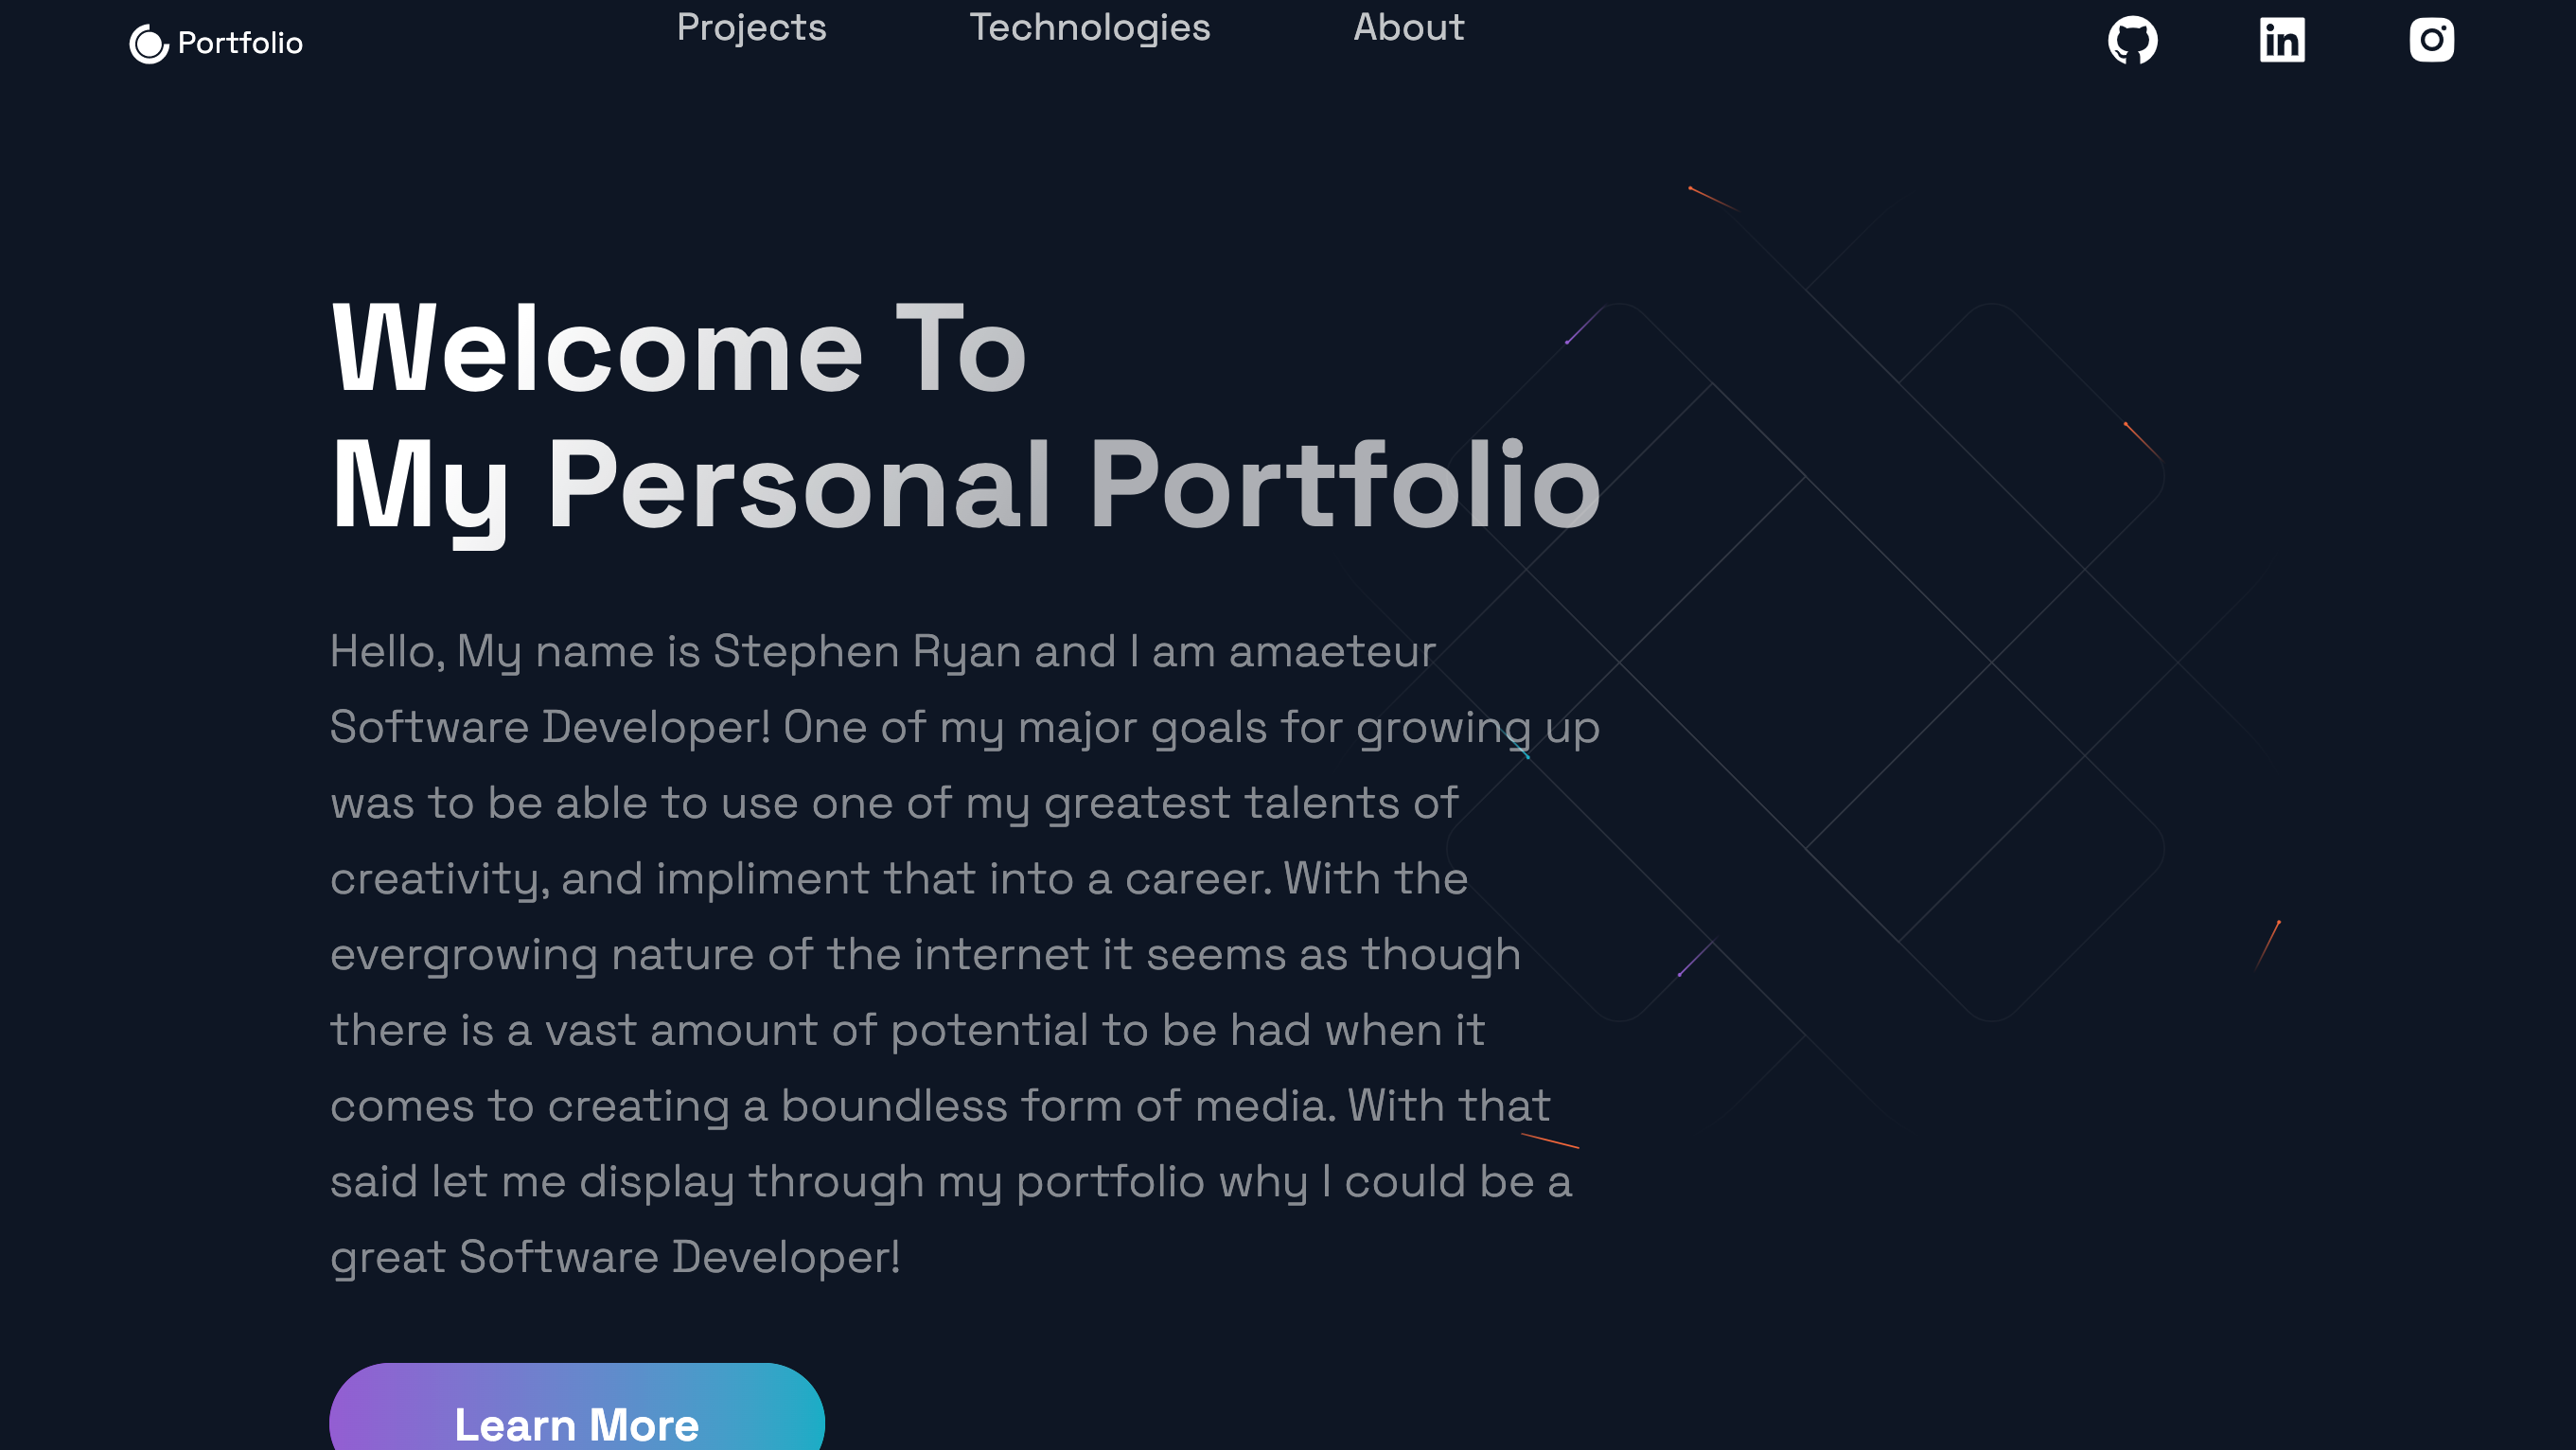 Portfolio
Projects
Technologies
About
in
Welcome To
My Personal Portfolio
Hello, My name is Stephen Ryan and I am amaeteur
Software Developer! One of my major goals for growing up
was to be able to use one of my greatest talents of
creativity, and impliment that into a career. With the
evergrowing nature of the internet it seems as though
there is a vast amount of potential to be had when it
comes to creating a boundless form of media. With that
said let me display through my portfolio why I could be a
great Software Developer!
Learn More